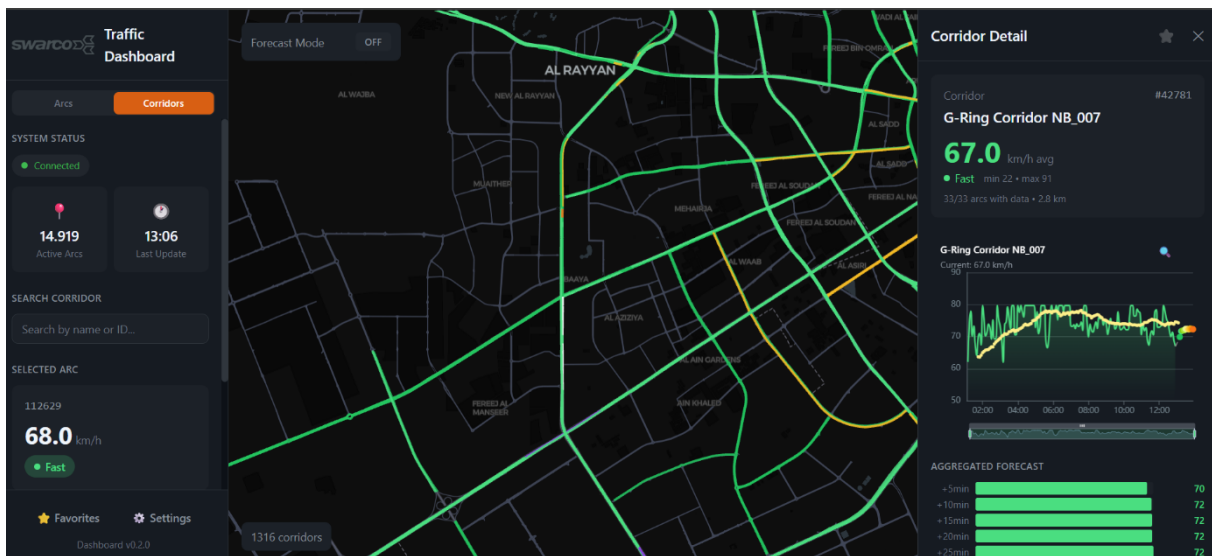 swarco
Traffic
Dashboard
Arcs
Corridors
SYSTEM STATUS
Connected
14.919
Active Arcs
13:06
Last Update
SEARCH CORRIDOR
Search by name or ID...
SELECTED ARC
112629
68.0 km/h
Fast
Favorites
Settings
Dashboard v0.2.0
Forecast Mode
OFF
AL RAYYAN
AL WAJBA
NEW AL RAYYAN
FEREEJ BIN OMRAN
AL SADD
AL SADD
MUAITHER
FEREEJ AL SOUDAN
MEHAIRJA
FEREEJ AL SOUDAN
AL WAAB
AL ASIRI
BAAYA
AL AZIZIYA
AL AIN GARDENS
FEREEJ AL
MANSEER
1316 corridors
Corridor Detail
Corridor
#42781
G-Ring Corridor NB_007
67.0 km/h avg
Fast min 22 • max 91
33/33 arcs with data • 2.8 km
G-Ring Corridor NB_007
Current: 67.0 km/h
90
80
70
60
50
02:00
04:00
06:00
08:00
10:00
12:00
AGGREGATED FORECAST
+5min 70
+10min 72
+15min 72
+20min 72
+25min 72